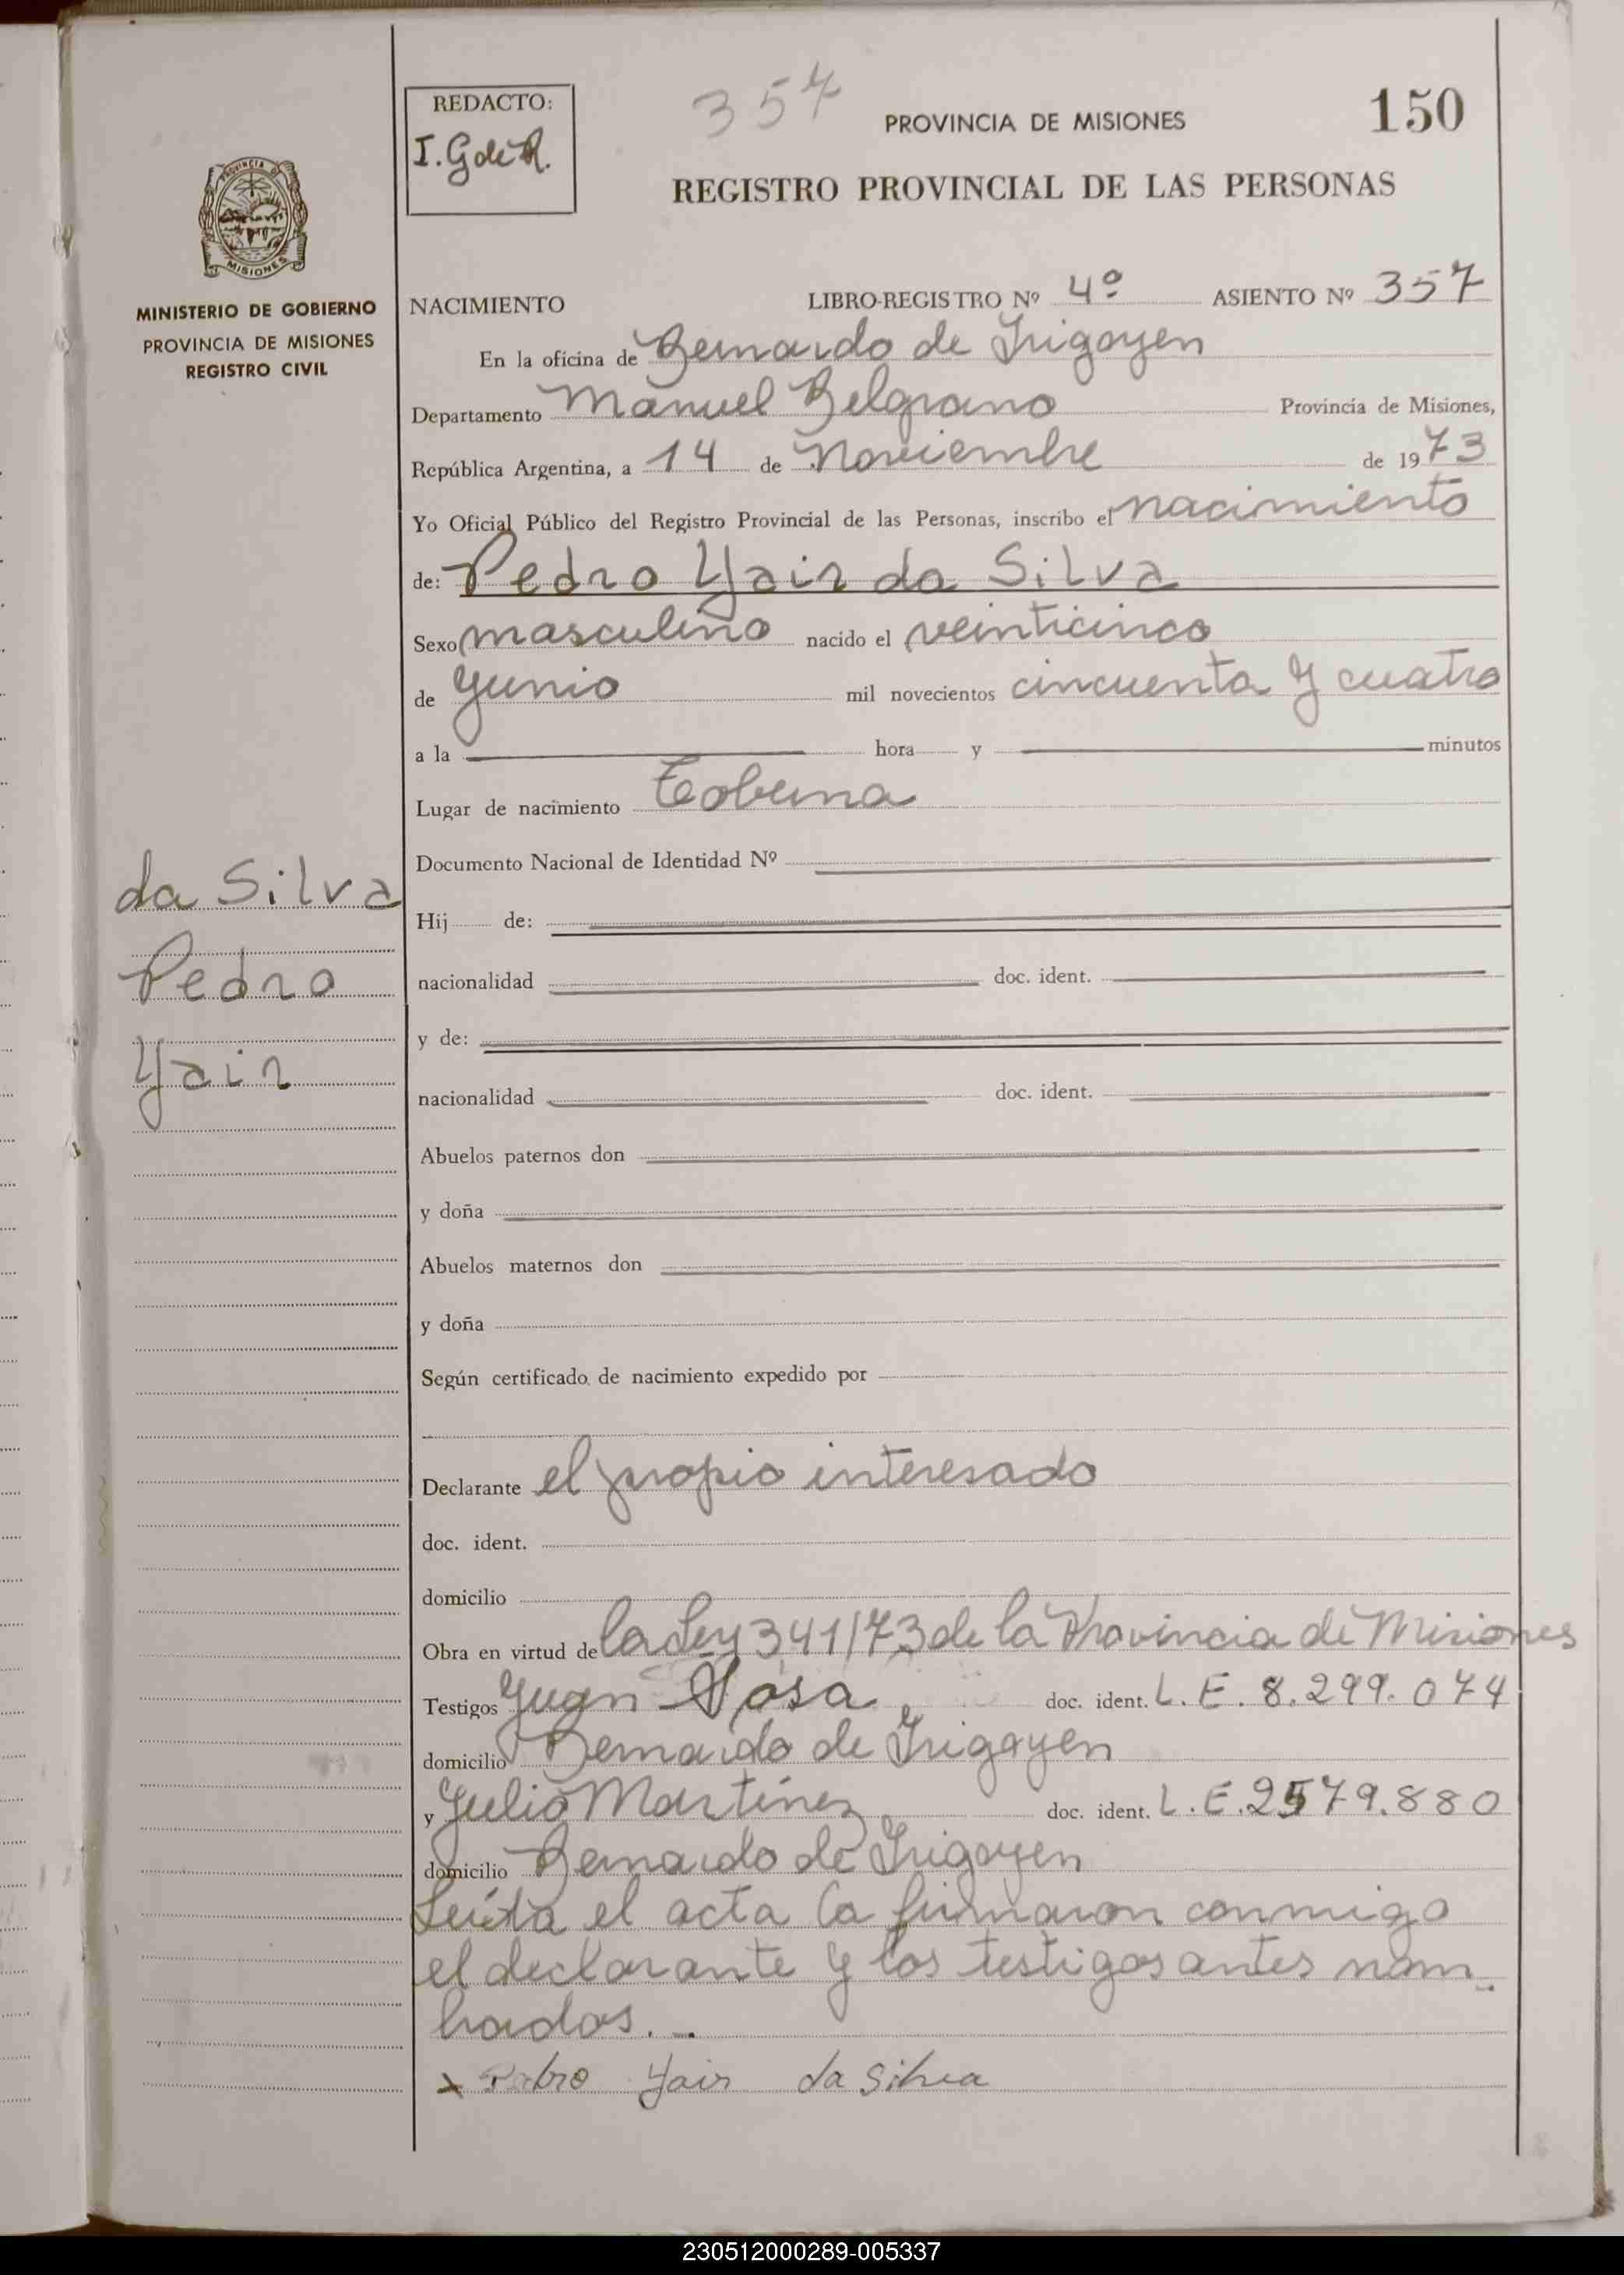 357
150
REDACTO:
I. G de R.
PROVINCIA DE MISIONES
REGISTRO PROVINCIAL DE LAS PERSONAS
PROVINCIA DE
MISIONES
MINISTERIO DE GOBIERNO
PROVINCIA DE MISIONES
REGISTRO CIVIL
NACIMIENTO LIBRO-REGISTRO Nº 4º ASIENTO Nº 357
En la oficina de Bernardo de Irigoyen
Departamento Manuel Belgrano Provincia de Misiones,
República Argentina, a 14 de Noviembre de 1973
Yo Oficial Público del Registro Provincial de las Personas, inscribo el nacimiento
de: Pedro Yair da Silva
Sexo masculino nacido el veinticinco
de Junio mil novecientos cincuenta y cuatro
a la hora y minutos
Lugar de nacimiento
Documento Nacional de Identidad Nº
da Silva
Pedro
Yair
Hij de:
nacionalidad doc. ident.
y de:
nacionalidad doc. ident.
Abuelos paternos don
y doña
Abuelos maternos don
y doña
Según certificado de nacimiento expedido por
Declarante el propio interesado
doc. ident.
domicilio
Obra en virtud de la Ley 341/73 de la Provincia de Misiones
Testigos Juan Sosa doc. ident. L. E. 8.299.074
domicilio Bernardo de Irigoyen
y Julio Martínez doc. ident. L. E. 2579.880
domicilio Bernardo de Irigoyen
Leída el acta la firmaron conmigo
el declarante y los testigos antes nom
brados. -
x Yair da Silva
230512000289-005337